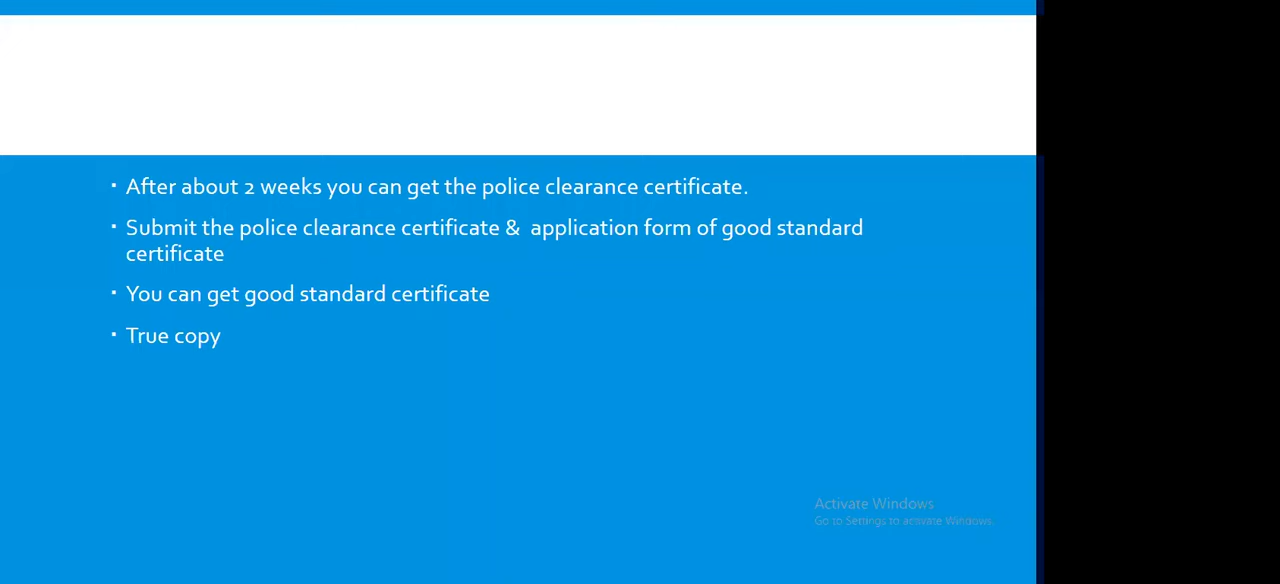 ▪ After about 2 weeks you can get the police clearance certificate.
▪ Submit the police clearance certificate &  application form of good standard
certificate
▪ You can get good standard certificate
▪ True copy
Activate Windows
Go to Settings to activate Windows.